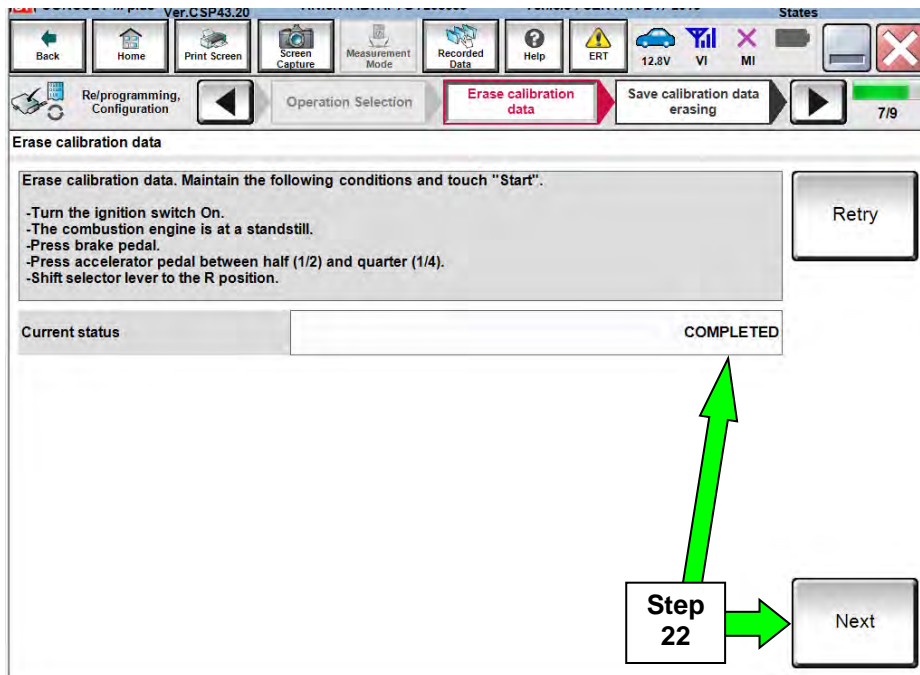 Ver.CSP43.20
States
Back
Home
Print Screen
Screen
Capture
Measurement
Mode
Recorded
Data
Help
ERT
12.8V
VI
MI
Re/programming,
Configuration
Operation Selection
Erase calibration
data
Save calibration data
erasing
7/9
Erase calibration data
Erase calibration data. Maintain the following conditions and touch "Start".
-Turn the ignition switch On.
-The combustion engine is at a standstill.
-Press brake pedal.
-Press accelerator pedal between half (1/2) and quarter (1/4).
-Shift selector lever to the R position.
Retry
Current status
COMPLETED
Step
22
Next